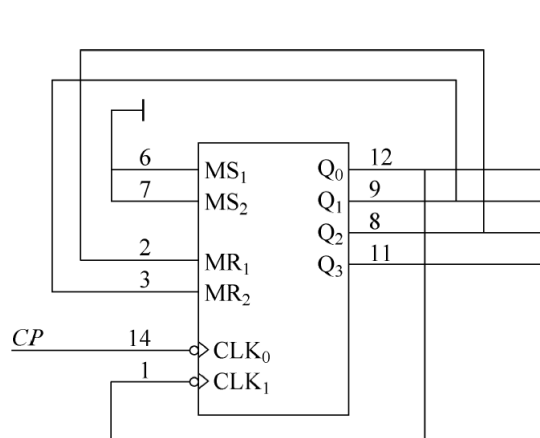 6 MS₁ Q₀ 12
7 MS₂ Q₁ 9
Q₂ 8
2 MR₁ Q₃ 11
3 MR₂
CP 14 CLK₀
1 CLK₁